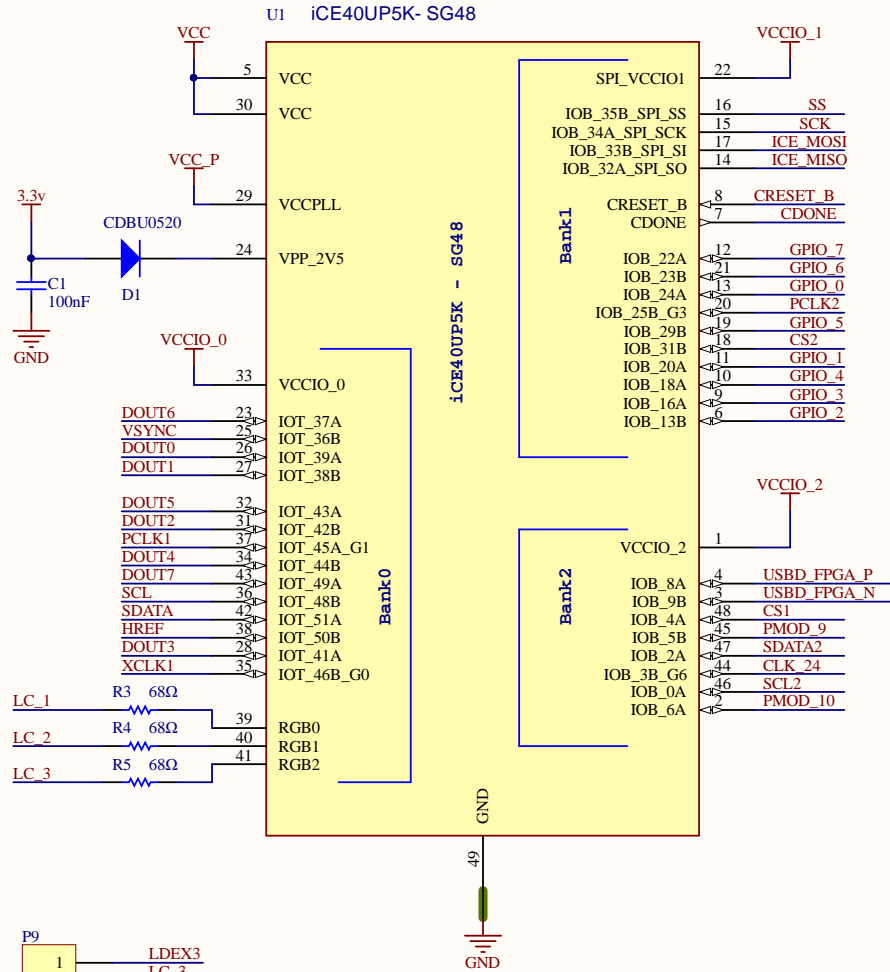 U1 iCE40UP5K- SG48
VCC
VCCIO_1
5 VCC
30 VCC
VCC_P
29 VCCPLL
3.3v
CDBU0520
24 VPP_2V5
D1
C1
100nF
GND
VCCIO_0
33 VCCIO_0
DOUT6 23 IOT_37A
VSYNC 25 IOT_36B
DOUT0 26 IOT_39A
DOUT1 27 IOT_38B
DOUT5 32 IOT_43A
DOUT2 31 IOT_42B
PCLK1 37 IOT_45A_G1
DOUT4 34 IOT_44B
DOUT7 43 IOT_49A
SCL 36 IOT_48B
SDATA 42 IOT_51A
HREF 38 IOT_50B
DOUT3 28 IOT_41A
XCLK1 35 IOT_46B_G0
LC_1 R3 68Ω 39 RGB0
LC_2 R4 68Ω 40 RGB1
LC_3 R5 68Ω 41 RGB2
Bank0
iCE40UP5K - SG48
Bank1
SPI_VCCIO1 22
IOB_35B_SPI_SS 16 SS
IOB_34A_SPI_SCK 15 SCK
IOB_33B_SPI_SI 17 ICE_MOSI
IOB_32A_SPI_SO 14 ICE_MISO
CRESET_B 8 CRESET_B
CDONE 7 CDONE
IOB_22A 12 GPIO_7
IOB_23B 21 GPIO_6
IOB_24A 13 GPIO_0
IOB_25B_G3 20 PCLK2
IOB_29B 19 GPIO_5
IOB_31B 18 CS2
IOB_20A 11 GPIO_1
IOB_18A 10 GPIO_4
IOB_16A 9 GPIO_3
IOB_13B 6 GPIO_2
VCCIO_2
Bank2
VCCIO_2 1
IOB_8A 4 USBD_FPGA_P
IOB_9B 3 USBD_FPGA_N
IOB_4A 48 CS1
IOB_5B 45 PMOD_9
IOB_2A 47 SDATA2
IOB_3B_G6 44 CLK_24
IOB_0A 46 SCL2
IOB_6A 2 PMOD_10
GND
49
GND
P9
1 LDEX3
LC_3